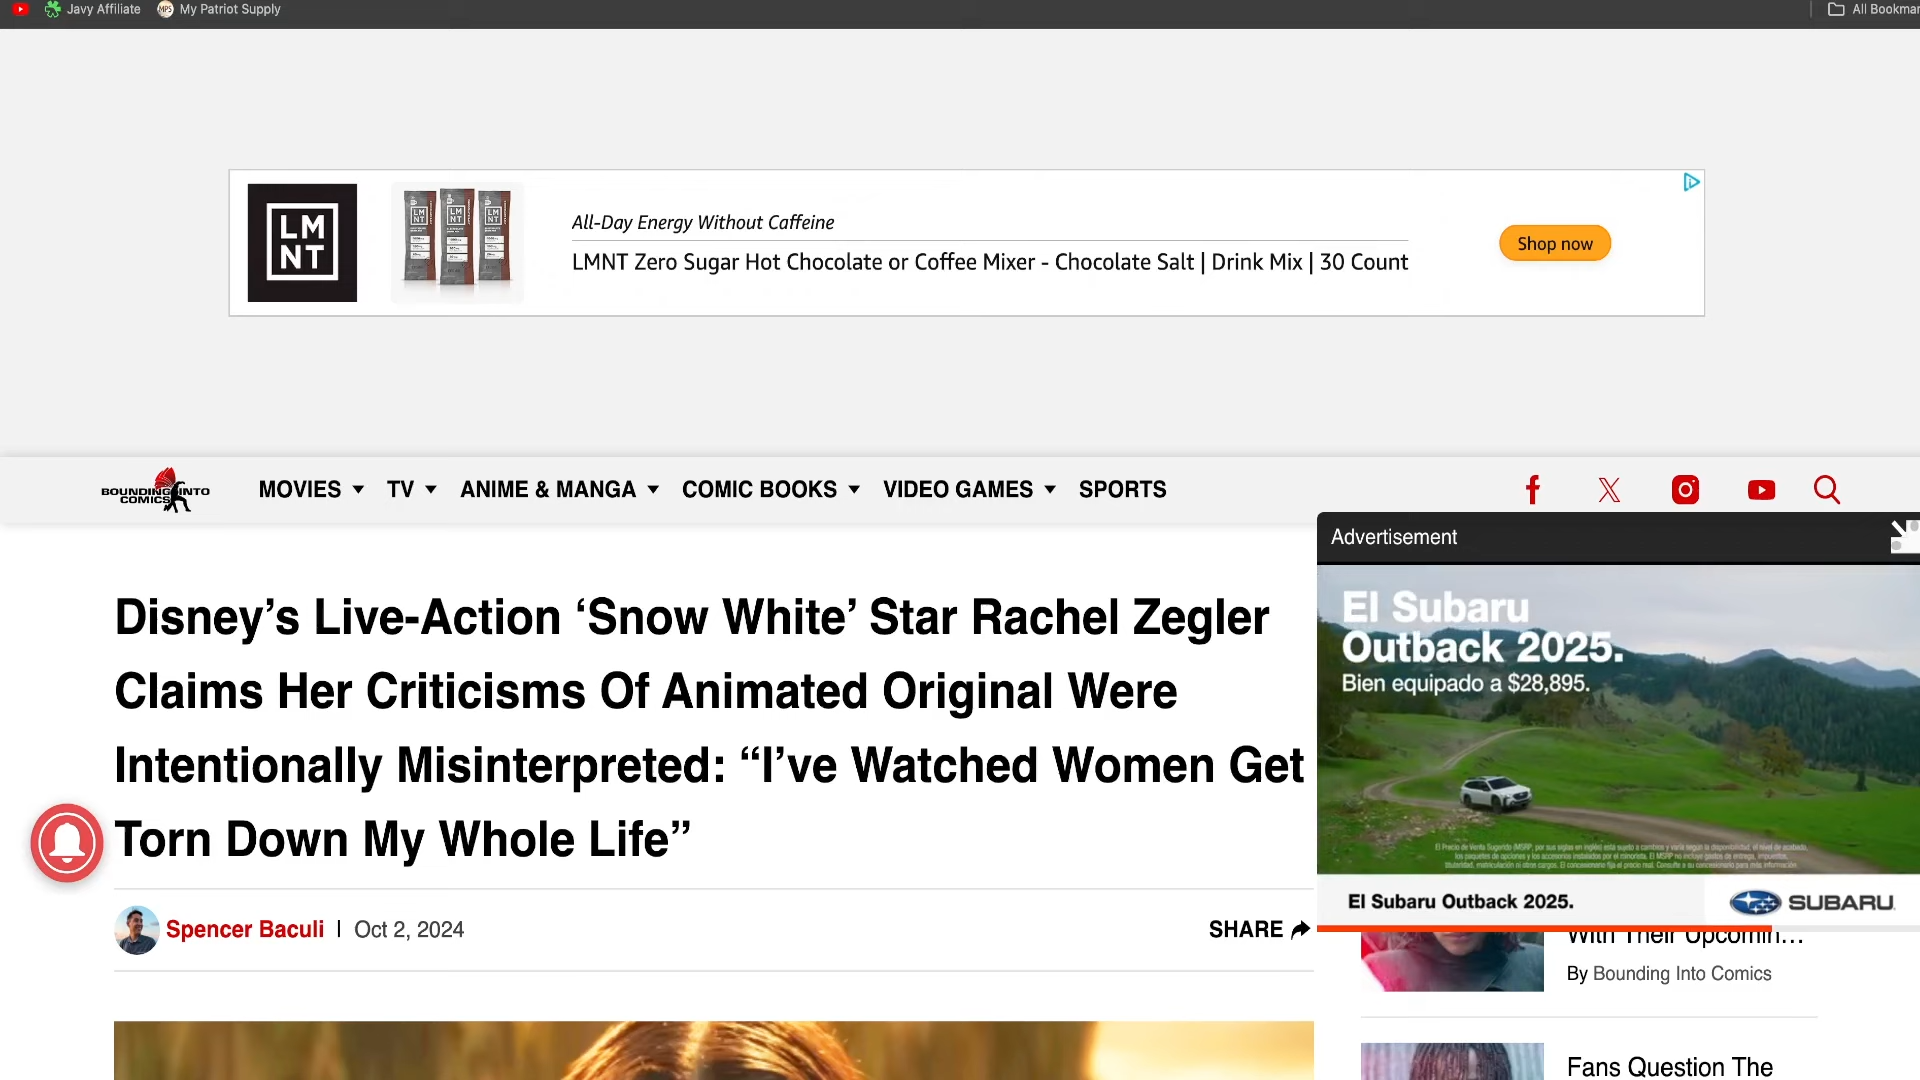 Javy Affiliate
MPS My Patriot Supply
All Bookmar
LM
NT
All-Day Energy Without Caffeine
LMNT Zero Sugar Hot Chocolate or Coffee Mixer - Chocolate Salt | Drink Mix | 30 Count
Shop now
BOUNDING INTO
COMICS
MOVIES
TV
ANIME & MANGA
COMIC BOOKS
VIDEO GAMES
SPORTS
Advertisement
El Subaru
Outback 2025.
Bien equipado a $28,895.
El Subaru Outback 2025.
SUBARU
Disney’s Live-Action ‘Snow White’ Star Rachel Zegler
Claims Her Criticisms Of Animated Original Were
Intentionally Misinterpreted: “I’ve Watched Women Get
Torn Down My Whole Life”
Spencer Baculi | Oct 2, 2024
SHARE
With Their Upcomin...
By Bounding Into Comics
Fans Question The